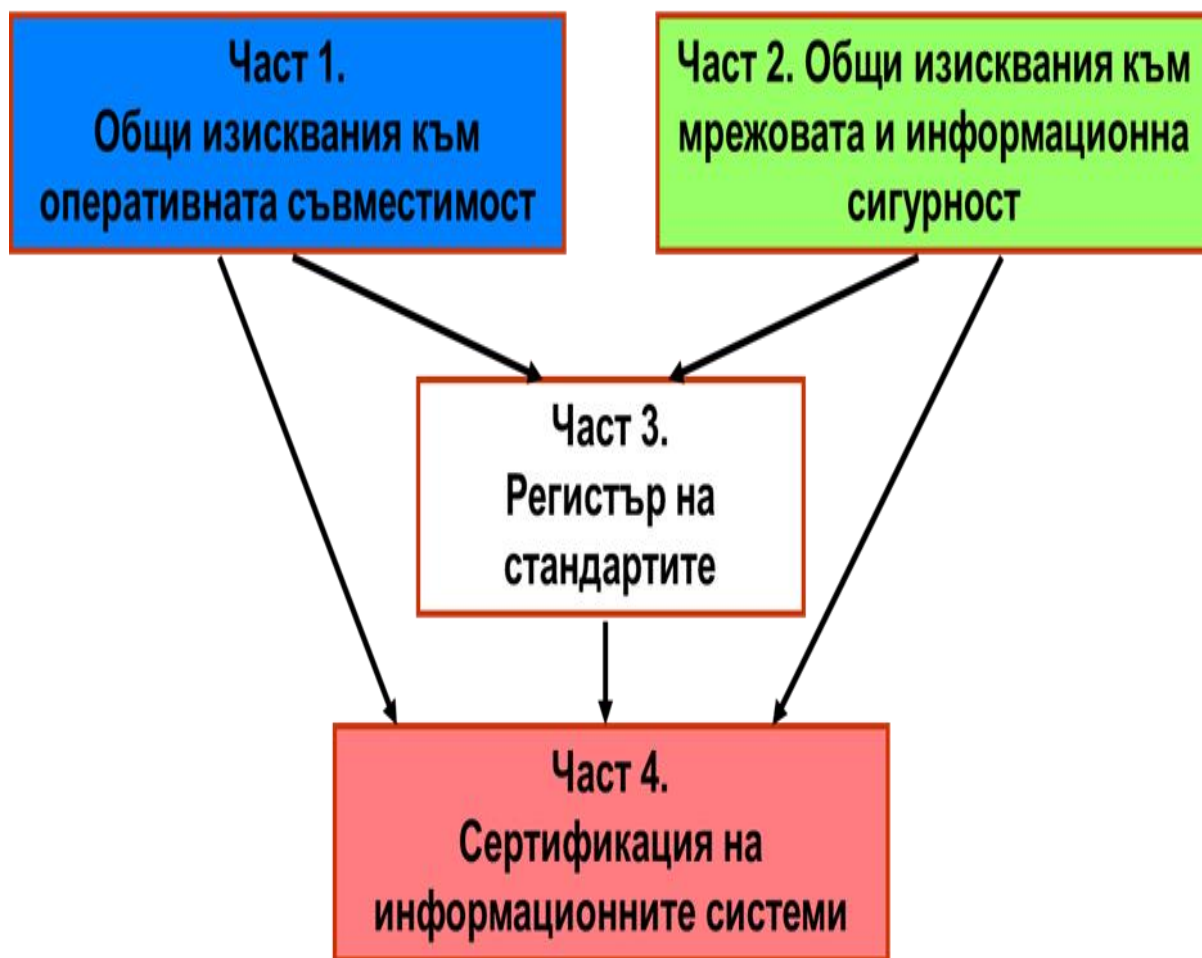 Част 1.
Общи изисквания към
оперативната съвместимост
Част 2. Общи изисквания към
мрежовата и информационна
сигурност
Част 3.
Регистър на
стандартите
Част 4.
Сертификация на
информационните системи